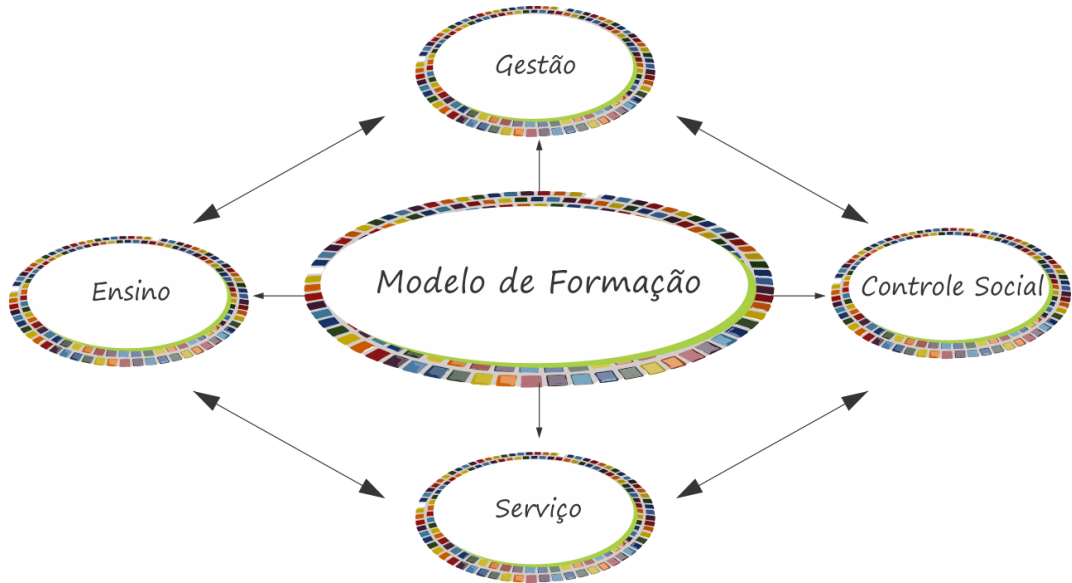 Gestão
Ensino
Modelo de Formação
Controle Social
Serviço